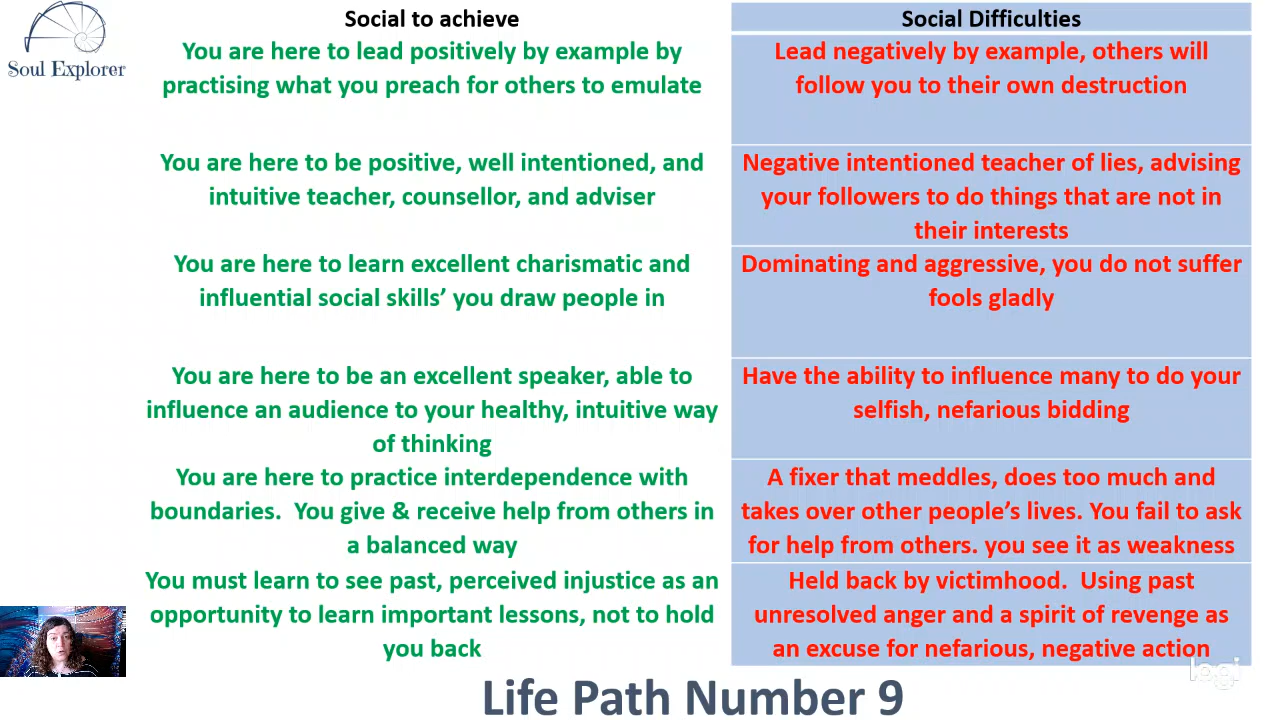 Soul Explorer
Social to achieve
Social Difficulties
You are here to lead positively by example by
practising what you preach for others to emulate
Lead negatively by example, others will
follow you to their own destruction
You are here to be positive, well intentioned, and
intuitive teacher, counsellor, and adviser
Negative intentioned teacher of lies, advising
your followers to do things that are not in
their interests
You are here to learn excellent charismatic and
influential social skills’ you draw people in
Dominating and aggressive, you do not suffer
fools gladly
You are here to be an excellent speaker, able to
influence an audience to your healthy, intuitive way
of thinking
Have the ability to influence many to do your
selfish, nefarious bidding
You are here to practice interdependence with
boundaries.  You give & receive help from others in
a balanced way
A fixer that meddles, does too much and
takes over other people’s lives. You fail to ask
for help from others. you see it as weakness
You must learn to see past, perceived injustice as an
opportunity to learn important lessons, not to hold
you back
Held back by victimhood.  Using past
unresolved anger and a spirit of revenge as
an excuse for nefarious, negative action
logi
Life Path Number 9